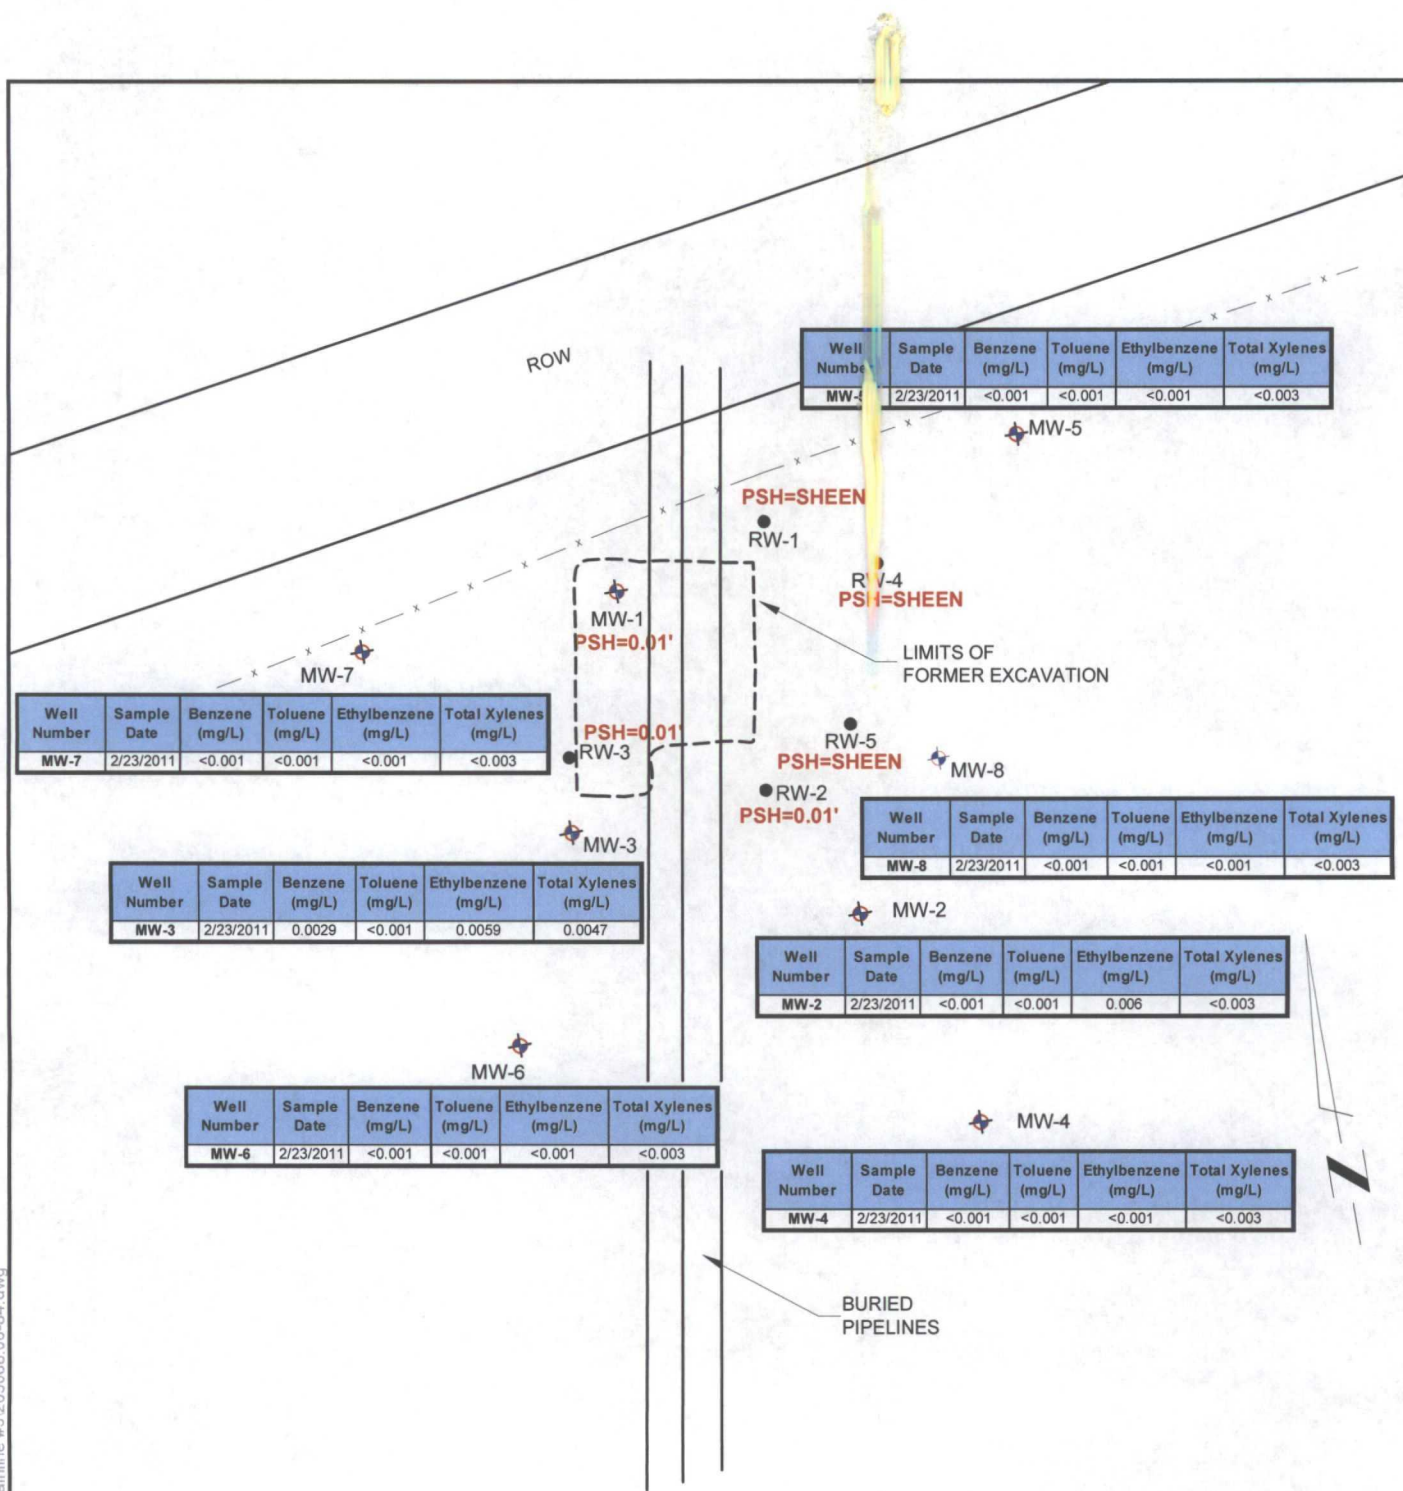 ROW
Well Number | Sample Date | Benzene (mg/L) | Toluene (mg/L) | Ethylbenzene (mg/L) | Total Xylenes (mg/L)
MW-5 | 2/23/2011 | <0.001 | <0.001 | <0.001 | <0.003
MW-5
PSH=SHEEN
RW-1
RW-4
PSH=SHEEN
MW-1
PSH=0.01'
LIMITS OF
FORMER EXCAVATION
MW-7
Well Number | Sample Date | Benzene (mg/L) | Toluene (mg/L) | Ethylbenzene (mg/L) | Total Xylenes (mg/L)
MW-7 | 2/23/2011 | <0.001 | <0.001 | <0.001 | <0.003
PSH=0.01'
RW-3
RW-5
PSH=SHEEN
MW-8
RW-2
PSH=0.01'
Well Number | Sample Date | Benzene (mg/L) | Toluene (mg/L) | Ethylbenzene (mg/L) | Total Xylenes (mg/L)
MW-8 | 2/23/2011 | <0.001 | <0.001 | <0.001 | <0.003
MW-3
Well Number | Sample Date | Benzene (mg/L) | Toluene (mg/L) | Ethylbenzene (mg/L) | Total Xylenes (mg/L)
MW-3 | 2/23/2011 | 0.0029 | <0.001 | 0.0059 | 0.0047
MW-2
Well Number | Sample Date | Benzene (mg/L) | Toluene (mg/L) | Ethylbenzene (mg/L) | Total Xylenes (mg/L)
MW-2 | 2/23/2011 | <0.001 | <0.001 | 0.006 | <0.003
MW-6
Well Number | Sample Date | Benzene (mg/L) | Toluene (mg/L) | Ethylbenzene (mg/L) | Total Xylenes (mg/L)
MW-6 | 2/23/2011 | <0.001 | <0.001 | <0.001 | <0.003
MW-4
Well Number | Sample Date | Benzene (mg/L) | Toluene (mg/L) | Ethylbenzene (mg/L) | Total Xylenes (mg/L)
MW-4 | 2/23/2011 | <0.001 | <0.001 | <0.001 | <0.003
Z
BURIED
PIPELINES